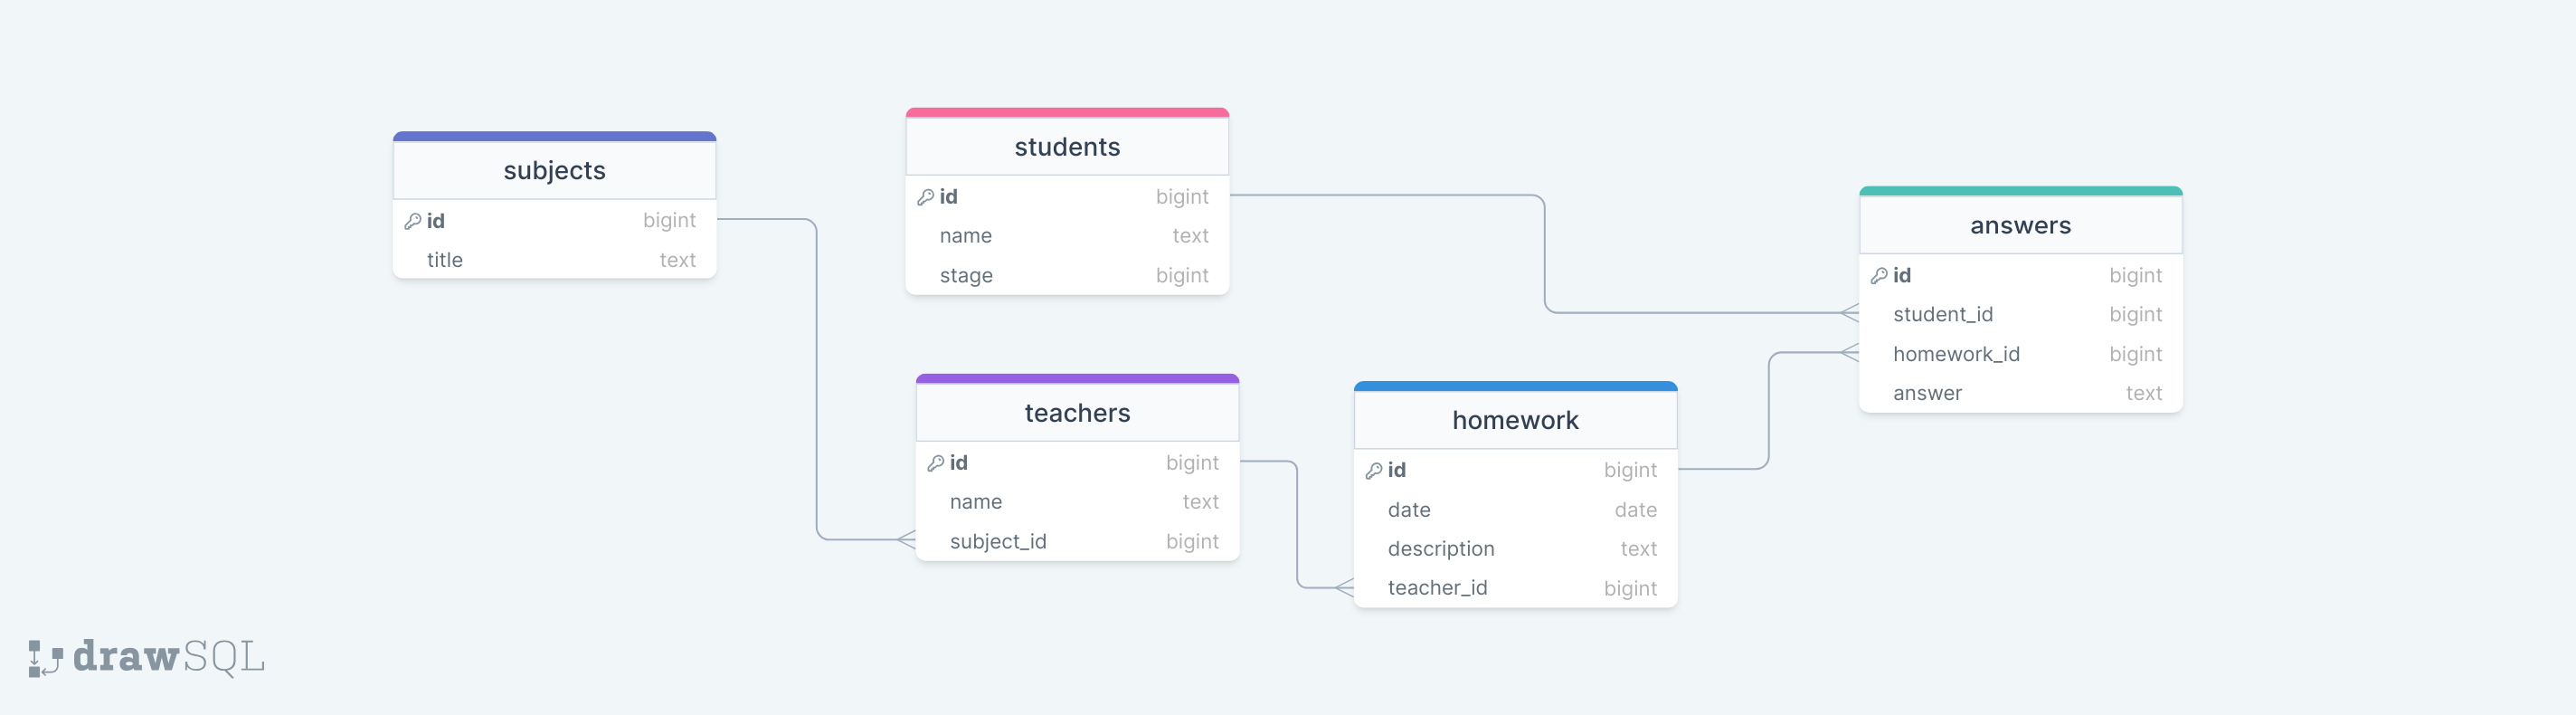 subjects
id bigint
title text
students
id bigint
name text
stage bigint
teachers
id bigint
name text
subject_id bigint
homework
id bigint
date date
description text
teacher_id bigint
answers
id bigint
student_id bigint
homework_id bigint
answer text
drawSQL